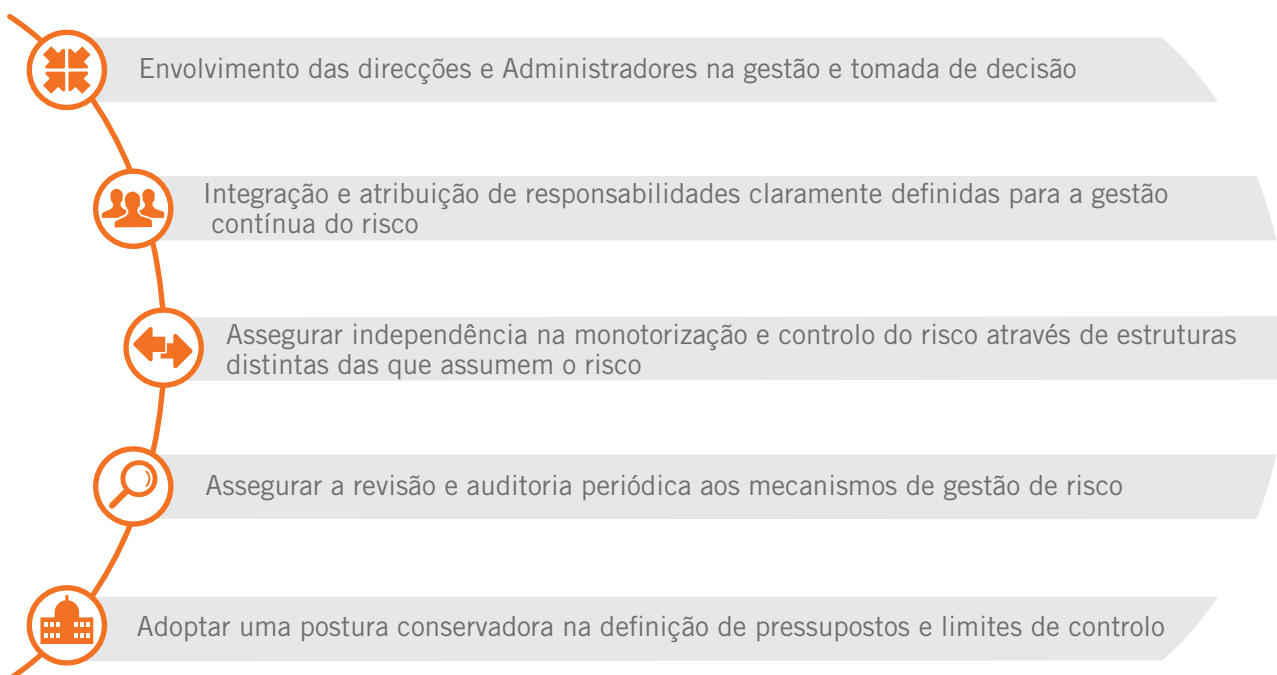 Envolvimento das direcções e Administradores na gestão e tomada de decisão
Integração e atribuição de responsabilidades claramente definidas para a gestão
contínua do risco
Assegurar independência na monotorização e controlo do risco através de estruturas
distintas das que assumem o risco
Assegurar a revisão e auditoria periódica aos mecanismos de gestão de risco
Adoptar uma postura conservadora na definição de pressupostos e limites de controlo